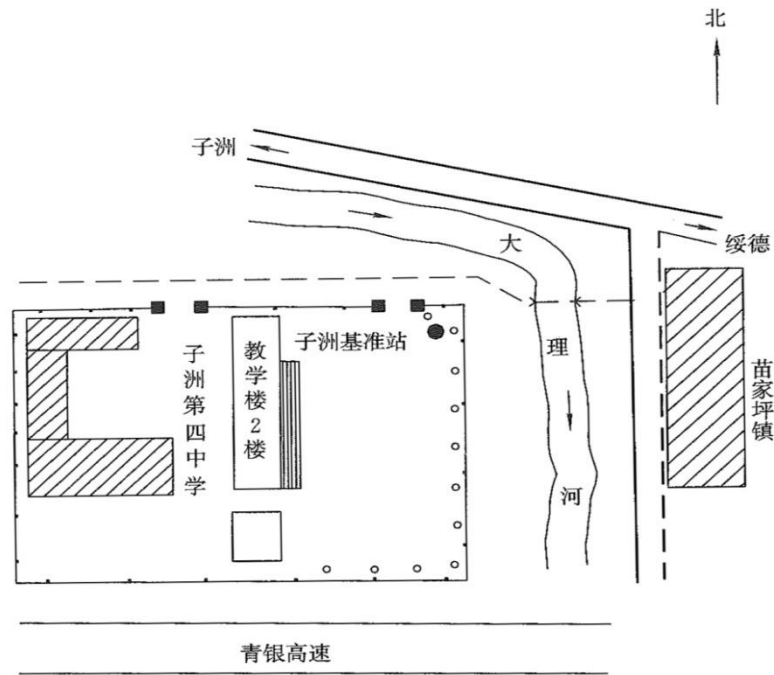 北
子洲
绥德
大
理
河
子洲基准站
教学楼2楼
子洲第四中学
苗家坪镇
青银高速